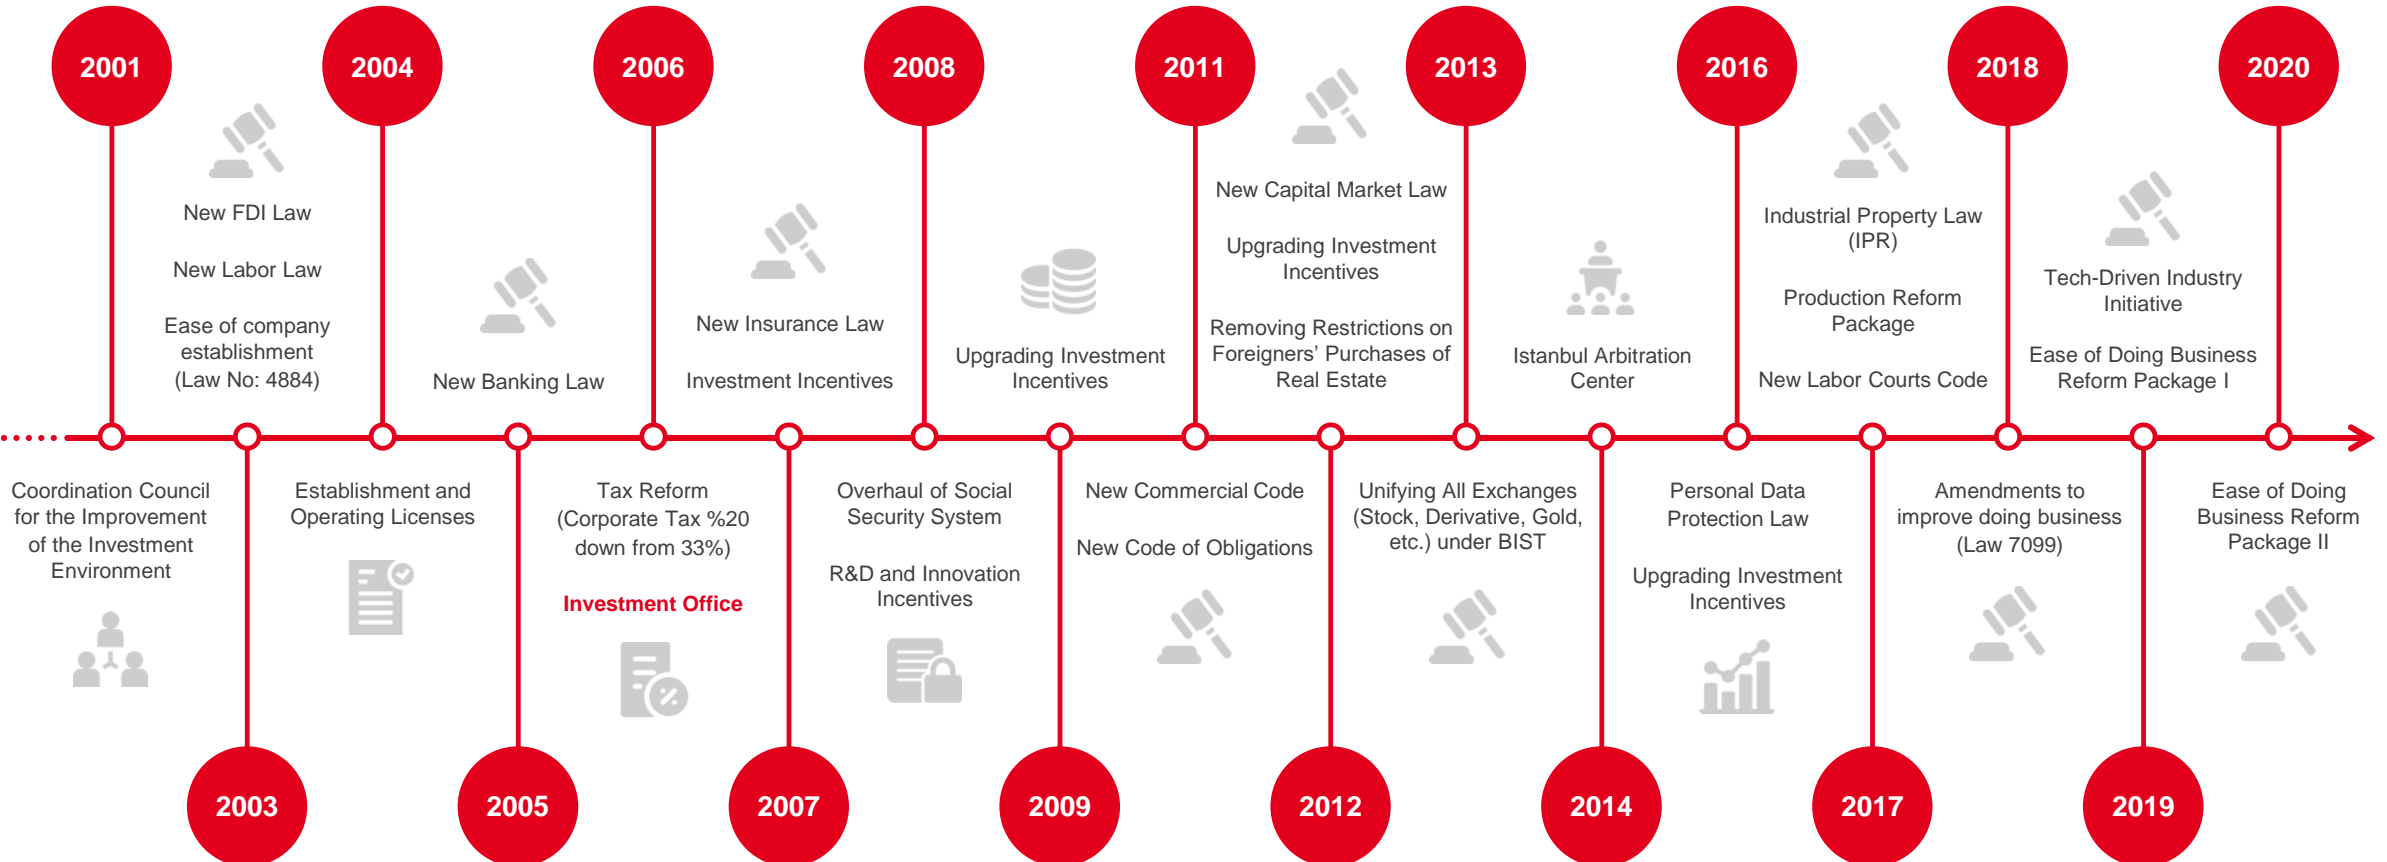 2001
2004
2006
2008
2011
2013
2016
2018
2020
New FDI Law
New Labor Law
Ease of company
establishment
(Law No: 4884)
New Banking Law
New Insurance Law
Investment Incentives
Upgrading Investment
Incentives
New Capital Market Law
Upgrading Investment
Incentives
Removing Restrictions on
Foreigners’ Purchases of
Real Estate
Istanbul Arbitration
Center
Industrial Property Law
(IPR)
Production Reform
Package
New Labor Courts Code
Tech-Driven Industry
Initiative
Ease of Doing Business
Reform Package I
Coordination Council
for the Improvement
of the Investment
Environment
Establishment and
Operating Licenses
Tax Reform
(Corporate Tax %20
down from 33%)
Investment Office
Overhaul of Social
Security System
R&D and Innovation
Incentives
New Commercial Code
New Code of Obligations
Unifying All Exchanges
(Stock, Derivative, Gold,
etc.) under BIST
Personal Data
Protection Law
Upgrading Investment
Incentives
Amendments to
improve doing business
(Law 7099)
Ease of Doing
Business Reform
Package II
2003
2005
2007
2009
2012
2014
2017
2019